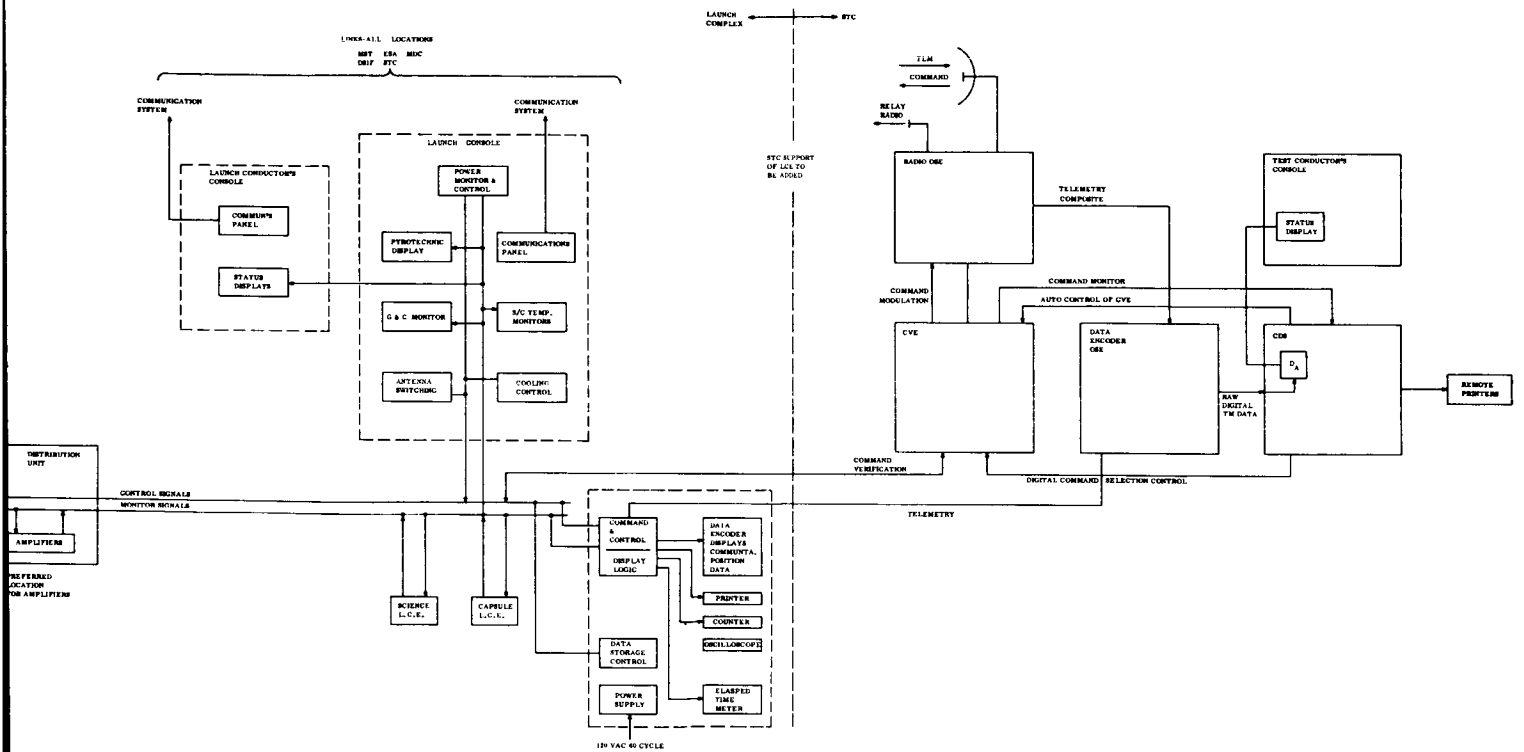 LAUNCH
COMPLEX
STC
LINKS-ALL LOCATIONS
MST ESA MDC
DSIF STC
COMMUNICATION
SYSTEM
COMMUNICATION
SYSTEM
LAUNCH CONDUCTOR'S
CONSOLE
COMMUN'S
PANEL
STATUS
DISPLAYS
LAUNCH CONSOLE
POWER
MONITOR &
CONTROL
PYROTECHNIC
DISPLAY
COMMUNICATIONS
PANEL
G & C MONITOR
S/C TEMP.
MONITORS
ANTENNA
SWITCHING
COOLING
CONTROL
STC SUPPORT
OF LCE TO
BE ADDED
TLM
COMMAND
RELAY
RADIO
RADIO OSE
TELEMETRY
COMPOSITE
TEST CONDUCTOR'S
CONSOLE
STATUS
DISPLAY
COMMAND
MODULATION
COMMAND MONITOR
AUTO CONTROL OF CVE
CVE
DATA
ENCODER
OSE
CDS
DA
RAW
DIGITAL
TM DATA
REMOTE
PRINTERS
COMMAND
VERIFICATION
DIGITAL COMMAND SELECTION CONTROL
TELEMETRY
DISTRIBUTION
UNIT
CONTROL SIGNALS
MONITOR SIGNALS
AMPLIFIERS
PREFERRED
LOCATION
FOR AMPLIFIERS
SCIENCE
L.C.E.
CAPSULE
L.C.E.
COMMAND
&
CONTROL
DISPLAY
LOGIC
DATA
ENCODER
DISPLAYS
COMMUNTA.
POSITION
DATA
PRINTER
COUNTER
OSCILLOSCOPE
DATA
STORAGE
CONTROL
POWER
SUPPLY
ELASPED
TIME
METER
120 VAC 60 CYCLE